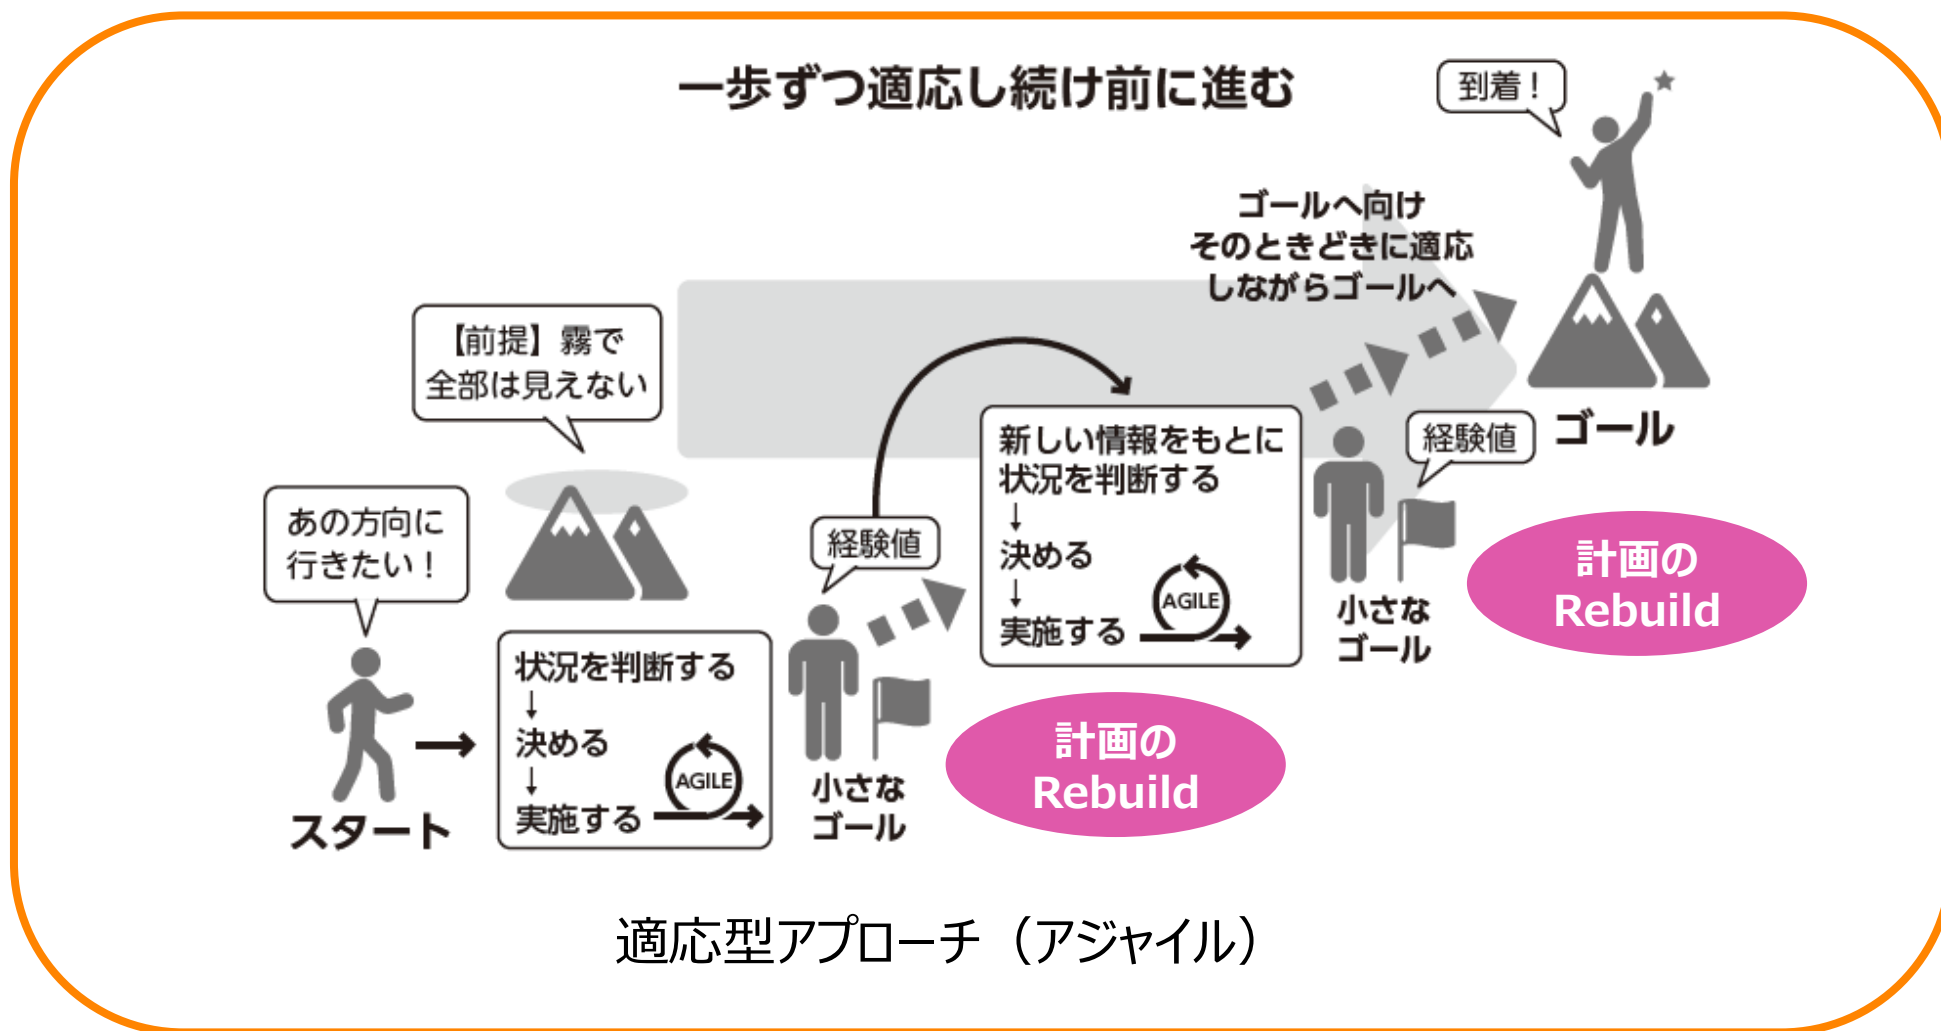 一歩ずつ適応し続け前に進む
到着！
ゴールへ向け
そのときどきに適応
しながらゴールへ
【前提】霧で
全部は見えない
あの方向に
行きたい！
スタート
状況を判断する
↓
決める
↓
実施する
AGILE
経験値
小さな
ゴール
計画の
Rebuild
新しい情報をもとに
状況を判断する
↓
決める
↓
実施する
AGILE
経験値
小さな
ゴール
計画の
Rebuild
ゴール
適応型アプローチ（アジャイル）